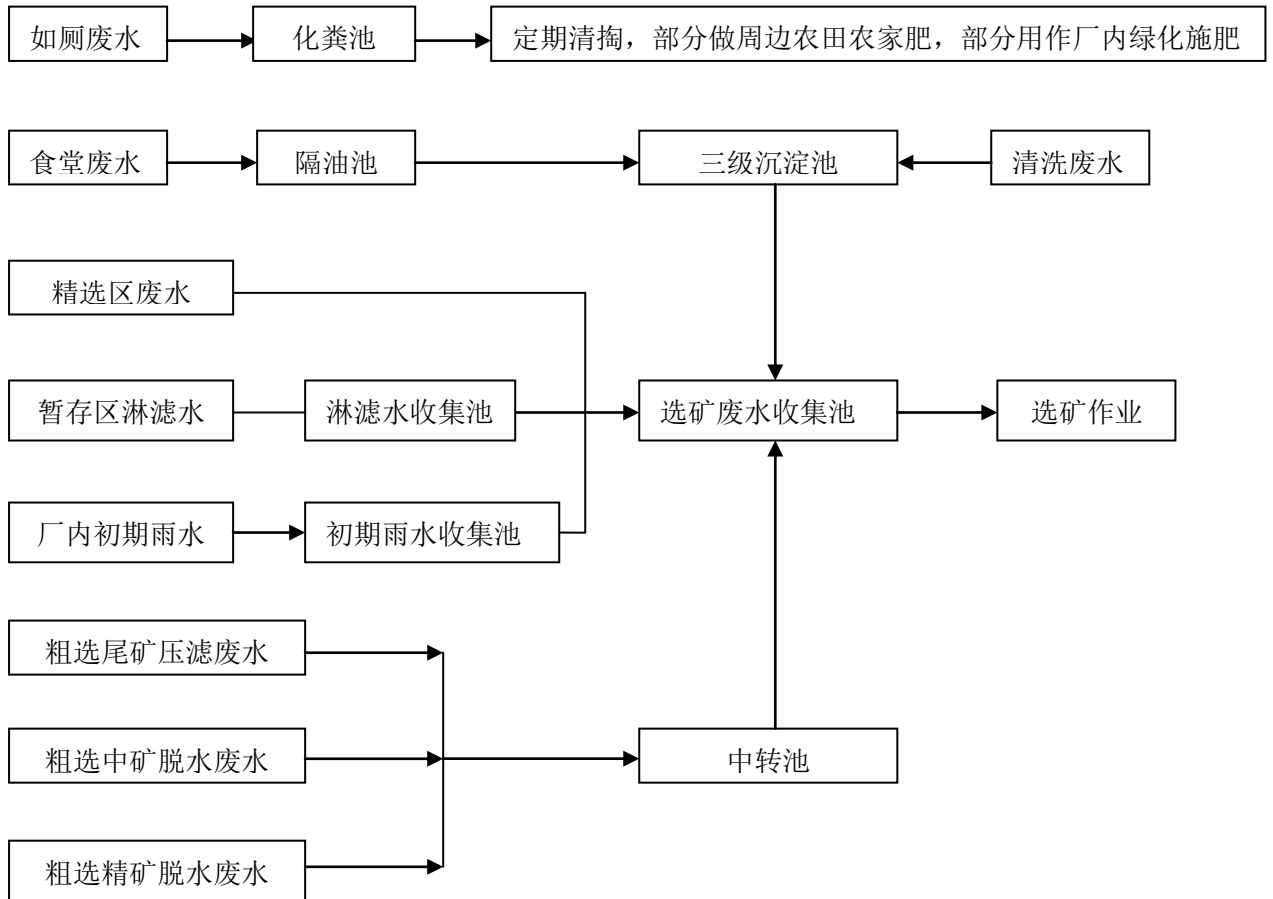 如厕废水
化粪池
定期清掏，部分做周边农田农家肥，部分用作厂内绿化施肥
食堂废水
隔油池
三级沉淀池
清洗废水
精选区废水
暂存区淋滤水
淋滤水收集池
选矿废水收集池
选矿作业
厂内初期雨水
初期雨水收集池
粗选尾矿压滤废水
粗选中矿脱水废水
中转池
粗选精矿脱水废水